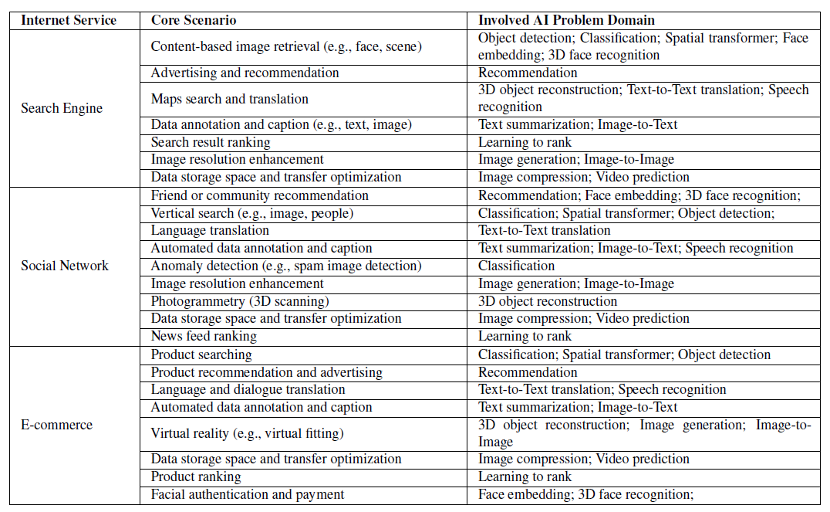 Internet Service Core Scenario Involved AI Problem Domain
Search Engine
Content-based image retrieval (e.g., face, scene) Object detection; Classification; Spatial transformer; Face
embedding; 3D face recognition
Advertising and recommendation Recommendation
Maps search and translation 3D object reconstruction; Text-to-Text translation; Speech
recognition
Data annotation and caption (e.g., text, image) Text summarization; Image-to-Text
Search result ranking Learning to rank
Image resolution enhancement Image generation; Image-to-Image
Data storage space and transfer optimization Image compression; Video prediction
Social Network
Friend or community recommendation Recommendation; Face embedding; 3D face recognition;
Vertical search (e.g., image, people) Classification; Spatial transformer; Object detection;
Language translation Text-to-Text translation
Automated data annotation and caption Text summarization; Image-to-Text; Speech recognition
Anomaly detection (e.g., spam image detection) Classification
Image resolution enhancement Image generation; Image-to-Image
Photogrammetry (3D scanning) 3D object reconstruction
Data storage space and transfer optimization Image compression; Video prediction
News feed ranking Learning to rank
E-commerce
Product searching Classification; Spatial transformer; Object detection
Product recommendation and advertising Recommendation
Language and dialogue translation Text-to-Text translation; Speech recognition
Automated data annotation and caption Text summarization; Image-to-Text
Virtual reality (e.g., virtual fitting) 3D object reconstruction; Image generation; Image-to-
Image
Data storage space and transfer optimization Image compression; Video prediction
Product ranking Learning to rank
Facial authentication and payment Face embedding; 3D face recognition;